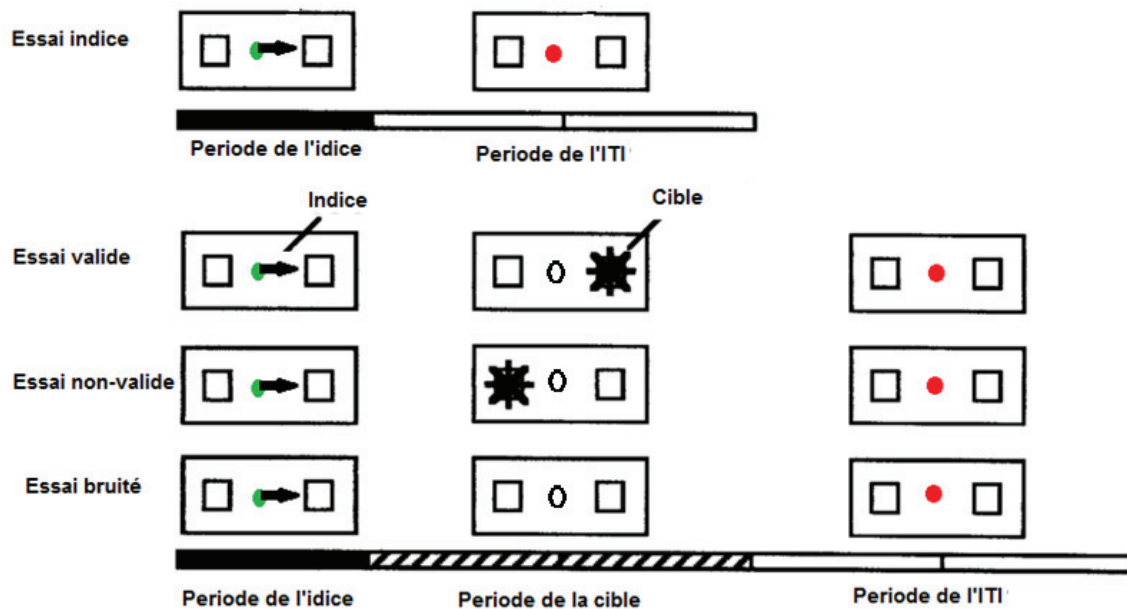 Essai indice
Periode de l'idice
Periode de l'ITI
Indice
Cible
Essai valide
Essai non-valide
Essai bruité
Periode de l'idice
Periode de la cible
Periode de l'ITI